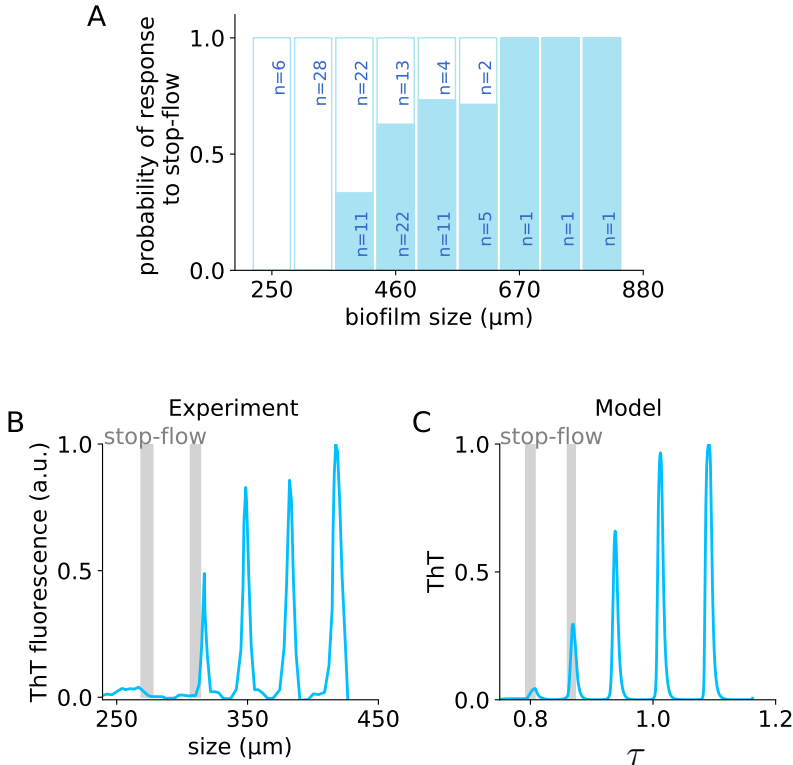 A
probability of response
to stop-flow
1.0
0.5
0.0
n=6
n=28
n=22
n=13
n=4
n=2
n=11
n=22
n=11
n=5
n=1
n=1
n=1
250 460 670 880
biofilm size (μm)
B
Experiment
stop-flow
ThT fluorescence (a.u.)
1.0
0.5
0.0
250 350 450
size (μm)
C
Model
stop-flow
ThT
1.0
0.5
0.0
0.8 1.0 1.2
τ